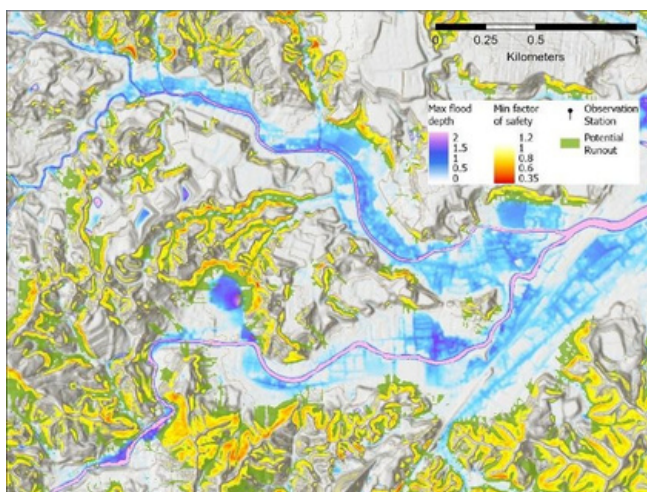 0 0.25 0.5 1
Kilometers
Max flood
depth
2
1.5
1
0.5
0
Min factor
of safety
1.2
1
0.8
0.6
0.35
Observation
Station
Potential
Runout